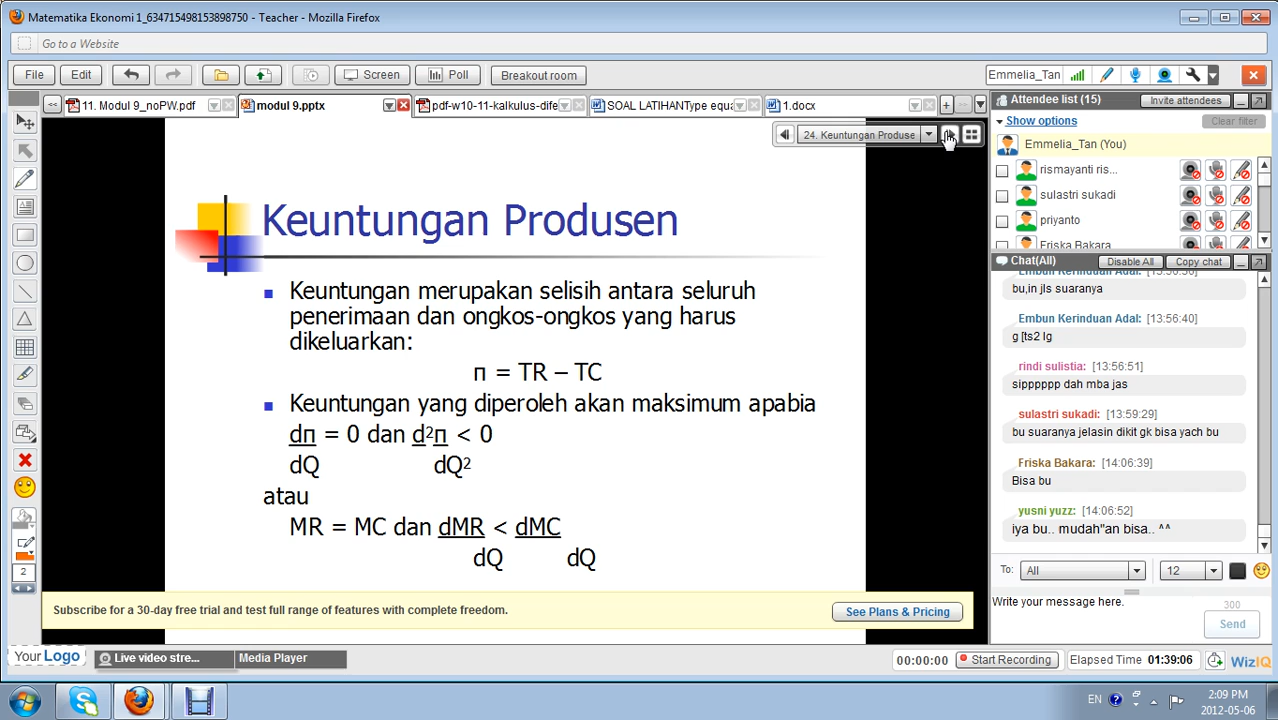 Matematika Ekonomi 1_634715498153898750 - Teacher - Mozilla Firefox
Go to a Website
File Edit Screen Poll Breakout room Emmelia_Tan
<< 11. Modul 9_noPW.pdf modul 9.pptx pdf-w10-11-kalkulus-dife SOAL LATIHANType equa 1.docx
24. Keuntungan Produse
Keuntungan Produsen
Keuntungan merupakan selisih antara seluruh
penerimaan dan ongkos-ongkos yang harus
dikeluarkan:
п = TR – TC
Keuntungan yang diperoleh akan maksimum apabia
dп = 0 dan d²п < 0
dQ dQ²
atau
MR = MC dan dMR < dMC
dQ dQ
Subscribe for a 30-day free trial and test full range of features with complete freedom.
See Plans & Pricing
2
Attendee list (15)
Invite attendees
Show options
Clear filter
Emmelia_Tan (You)
rismayanti ris...
sulastri sukadi
priyanto
Friska Bakara
Chat(All)
Disable All
Copy chat
Embun Kerinduan Adal:
bu,in jls suaranya
Embun Kerinduan Adal: [13:56:40]
g [ts2 lg
rindi sulistia: [13:56:51]
sipppppp dah mba jas
sulastri sukadi: [13:59:29]
bu suaranya jelasin dikit gk bisa yach bu
Friska Bakara: [14:06:39]
Bisa bu
yusni yuzz: [14:06:52]
iya bu.. mudah"an bisa.. ^^
To: All 12
Write your message here.
300
Send
Your Logo
Live video stre...
Media Player
00:00:00
Start Recording
Elapsed Time 01:39:06
WizIQ
EN
2:09 PM
2012-05-06